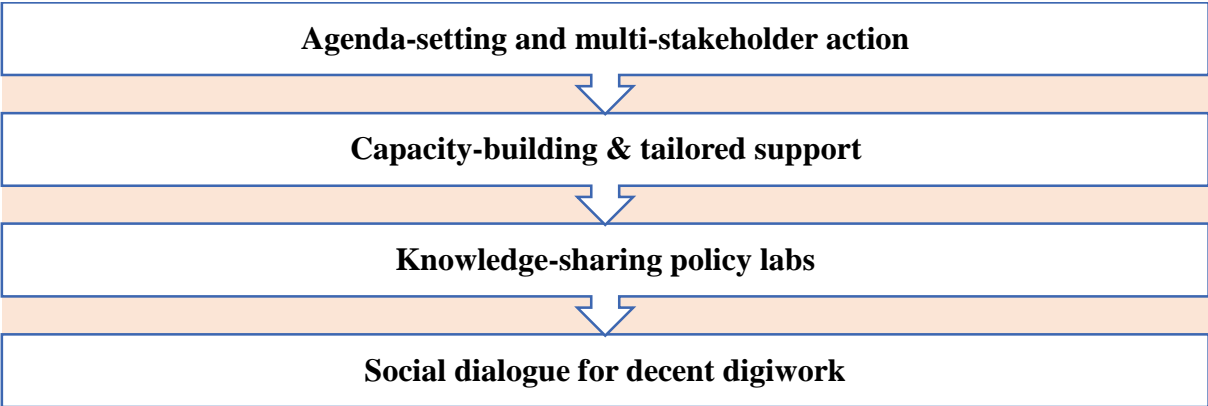 Agenda-setting and multi-stakeholder action
Capacity-building & tailored support
Knowledge-sharing policy labs
Social dialogue for decent digiwork